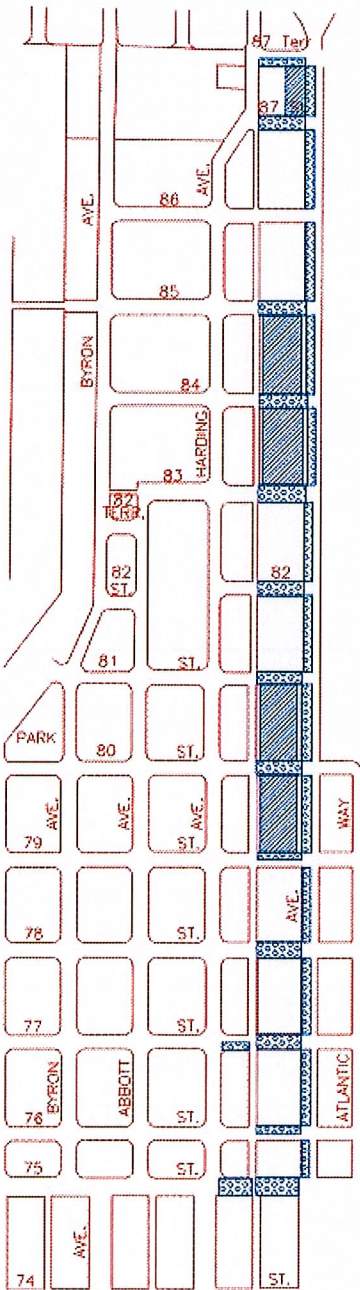 87 Terr
87 St
AVE.
AVE.
86
85
BYRON
84
HARDING
83
82
TERR.
82
ST.
82
81
ST.
PARK
80
ST.
AVE.
AVE.
AVE.
WAY
79
ST.
AVE.
78
ST.
77
ST.
BYRON
ABBOTT
ATLANTIC
76
ST.
75
ST.
AVE.
74
ST.